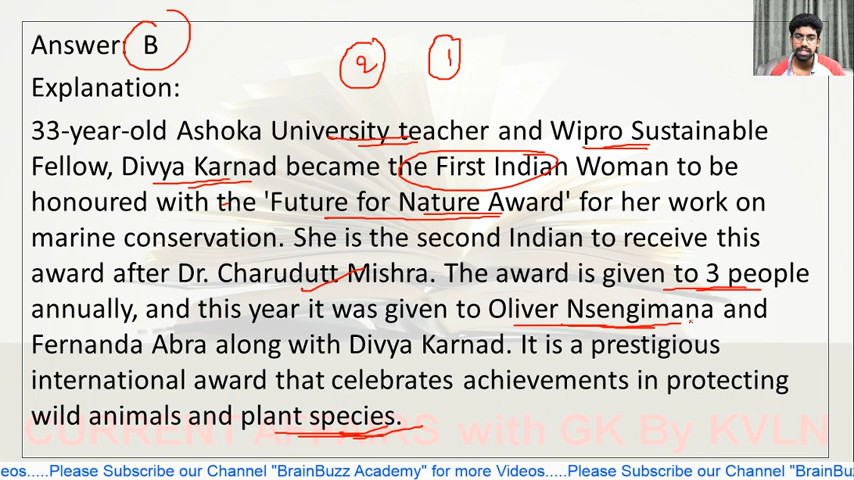 Answer: B
2
1
Explanation:
33-year-old Ashoka University teacher and Wipro Sustainable
Fellow, Divya Karnad became the First Indian Woman to be
honoured with the 'Future for Nature Award' for her work on
marine conservation. She is the second Indian to receive this
award after Dr. Charudutt Mishra. The award is given to 3 people
annually, and this year it was given to Oliver Nsengimana and
Fernanda Abra along with Divya Karnad. It is a prestigious
international award that celebrates achievements in protecting
wild animals and plant species.
CURRENT AFFAIRS with GK By KVLN
eos.....Please Subscribe our Channel "BrainBuzz Academy" for more Videos.....Please Subscribe our Channel "BrainBuz